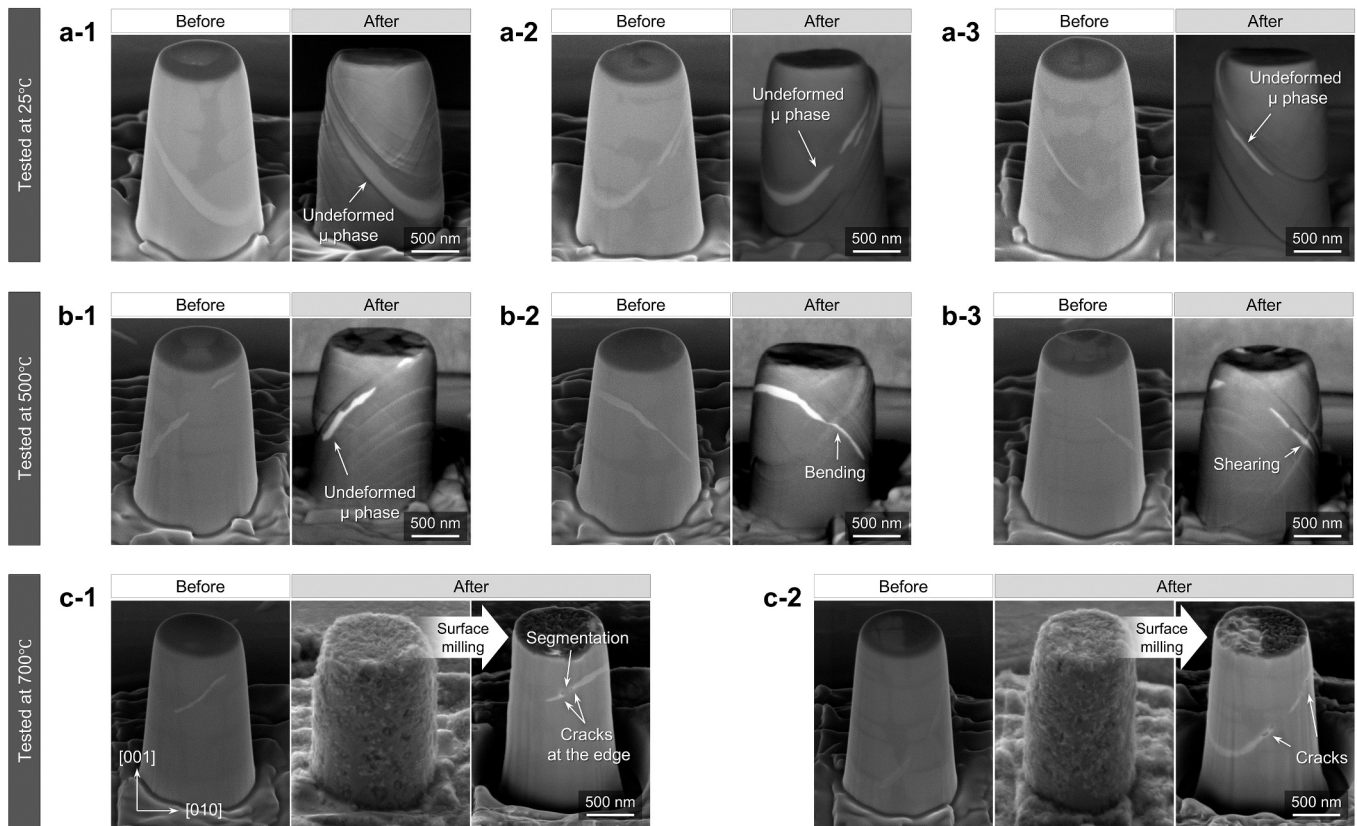 Tested at 25℃
a-1
Before
After
Undeformed
μ phase
500 nm
a-2
Before
After
Undeformed
μ phase
500 nm
a-3
Before
After
Undeformed
μ phase
500 nm
Tested at 500℃
b-1
Before
After
Undeformed
μ phase
500 nm
b-2
Before
After
Bending
500 nm
b-3
Before
After
Shearing
500 nm
Tested at 700℃
c-1
Before
After
[001]
[010]
Surface
milling
Segmentation
Cracks
at the edge
500 nm
c-2
Before
After
Surface
milling
Cracks
500 nm